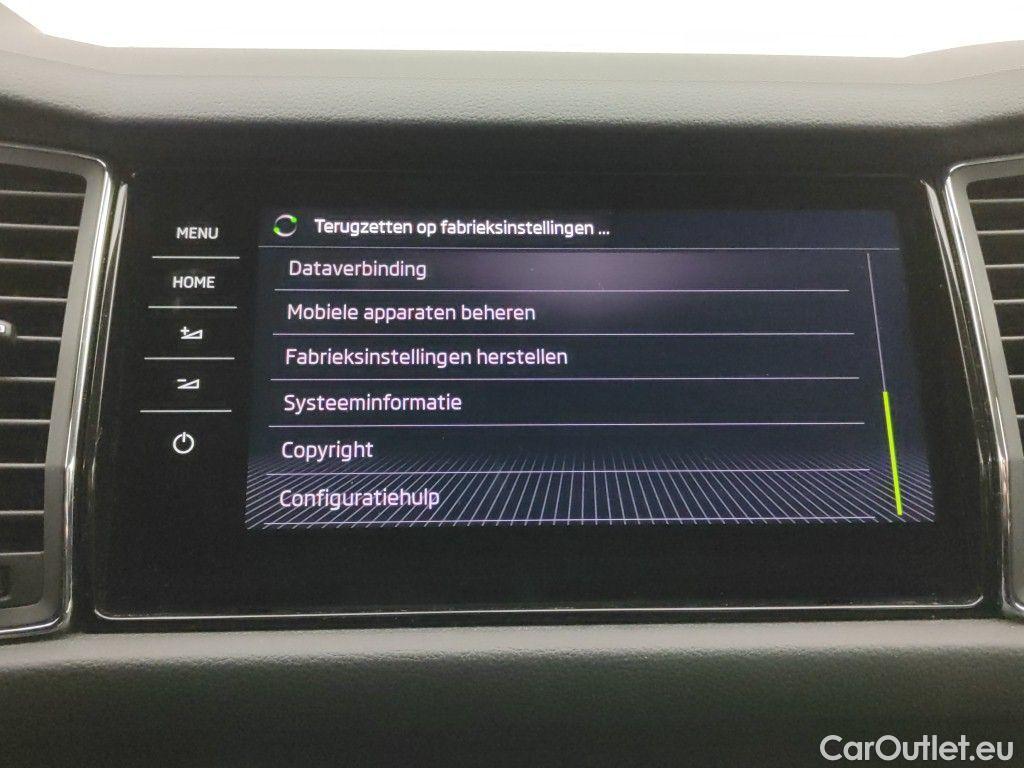 Terugzetten op fabrieksinstellingen ...
MENU
Dataverbinding
HOME
Mobiele apparaten beheren
Fabrieksinstellingen herstellen
Systeeminformatie
Copyright
Configuratiehulp
CarOutlet.eu